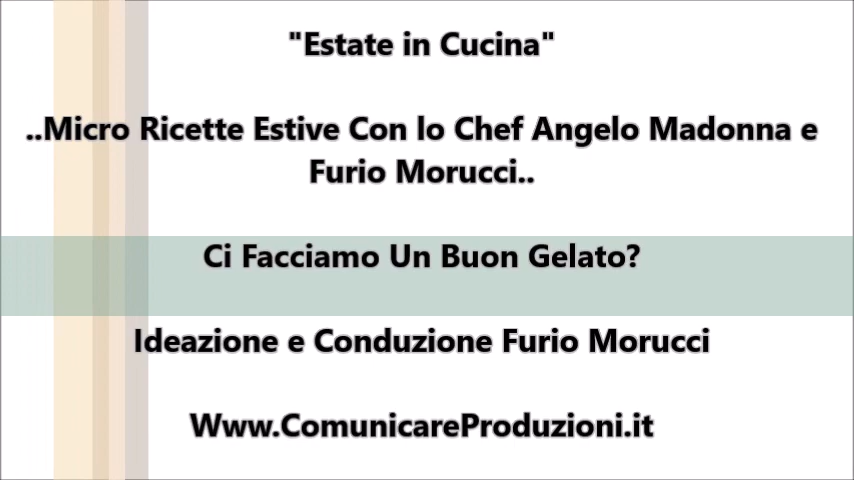 "Estate in Cucina"
..Micro Ricette Estive Con lo Chef Angelo Madonna e
Furio Morucci..
Ci Facciamo Un Buon Gelato?
Ideazione e Conduzione Furio Morucci
Www.ComunicareProduzioni.it